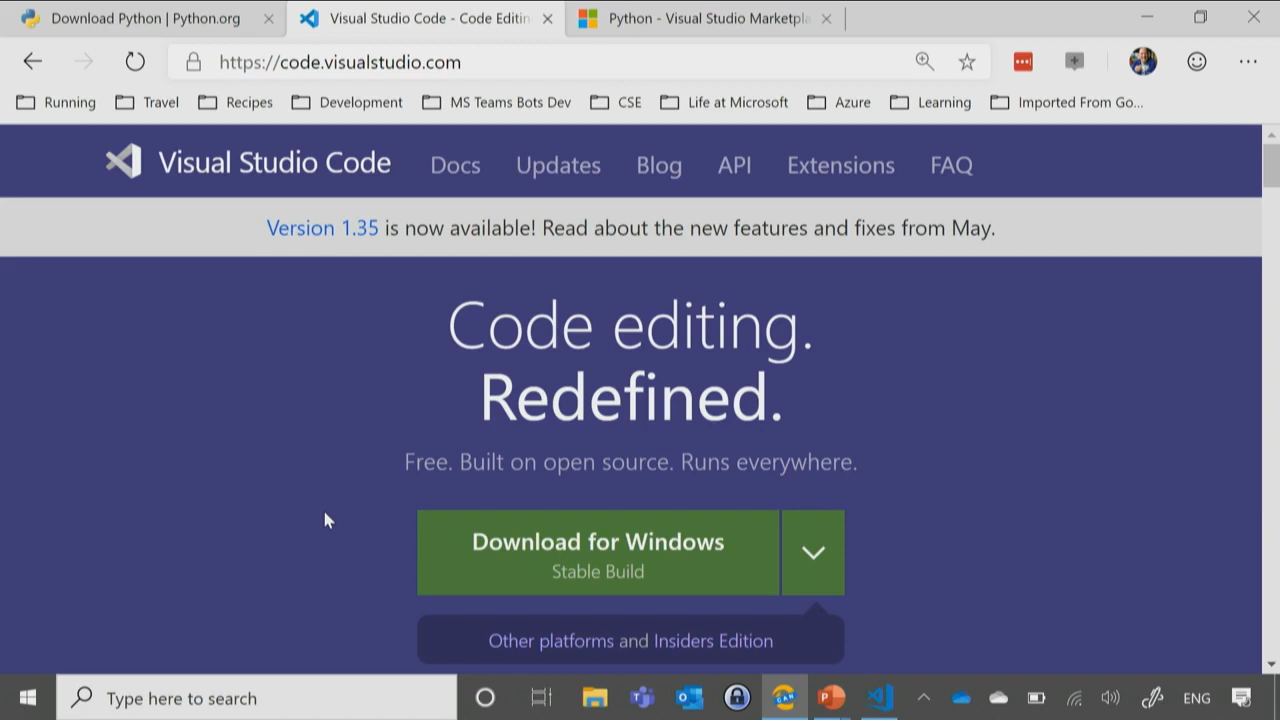 Download Python | Python.org
Visual Studio Code - Code Editin
Python - Visual Studio Marketpla
https://code.visualstudio.com
Running
Travel
Recipes
Development
MS Teams Bots Dev
CSE
Life at Microsoft
Azure
Learning
Imported From Go...
Visual Studio Code
Docs
Updates
Blog
API
Extensions
FAQ
Version 1.35 is now available! Read about the new features and fixes from May.
Code editing.
Redefined.
Free. Built on open source. Runs everywhere.
Download for Windows
Stable Build
Other platforms and Insiders Edition
Type here to search
CAN
ENG